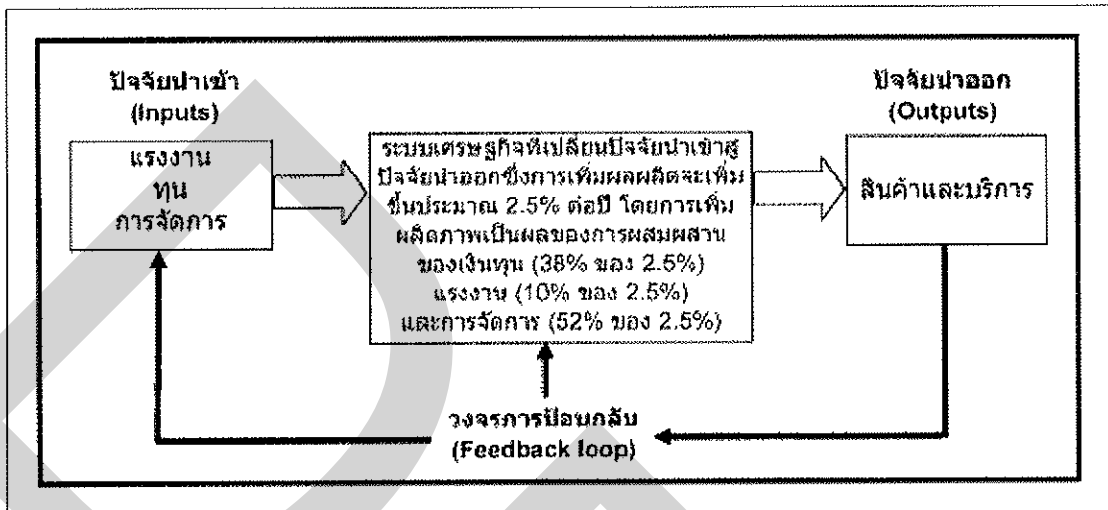 ปัจจัยนำเข้า
(Inputs)
แรงงาน
ทุน
การจัดการ
ระบบเศรษฐกิจที่เปลี่ยนปัจจัยนำเข้าสู่
ปัจจัยนำออกซึ่งการเพิ่มผลผลิตจะเพิ่ม
ขึ้นประมาณ 2.5% ต่อปี โดยการเพิ่ม
ผลิตภาพเป็นผลของการผสมผสาน
ของเงินทุน (38% ของ 2.5%)
แรงงาน (10% ของ 2.5%)
และการจัดการ (52% ของ 2.5%)
ปัจจัยนำออก
(Outputs)
สินค้าและบริการ
วงจรการป้อนกลับ
(Feedback loop)